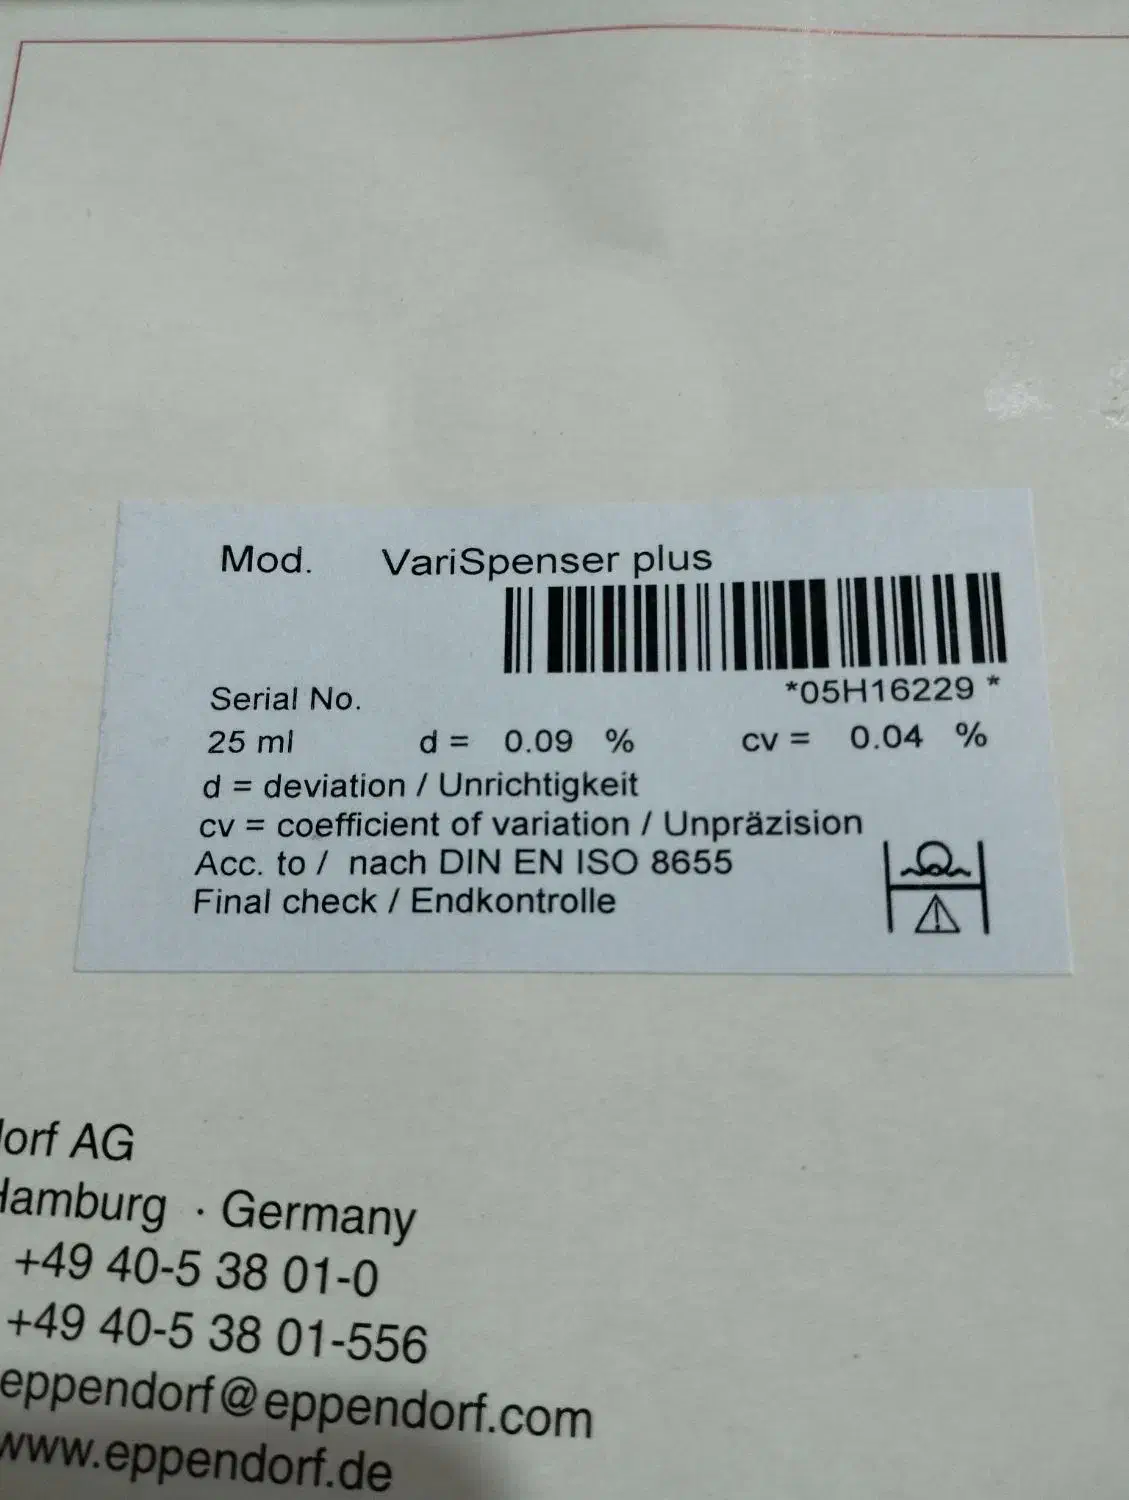 Mod. VariSpenser plus
*05H16229 *
Serial No.
25 ml d = 0.09 % cv = 0.04 %
d = deviation / Unrichtigkeit
cv = coefficient of variation / Unpräzision
Acc. to / nach DIN EN ISO 8655
Final check / Endkontrolle
dorf AG
Hamburg · Germany
+49 40-5 38 01-0
+49 40-5 38 01-556
eppendorf@eppendorf.com
www.eppendorf.de